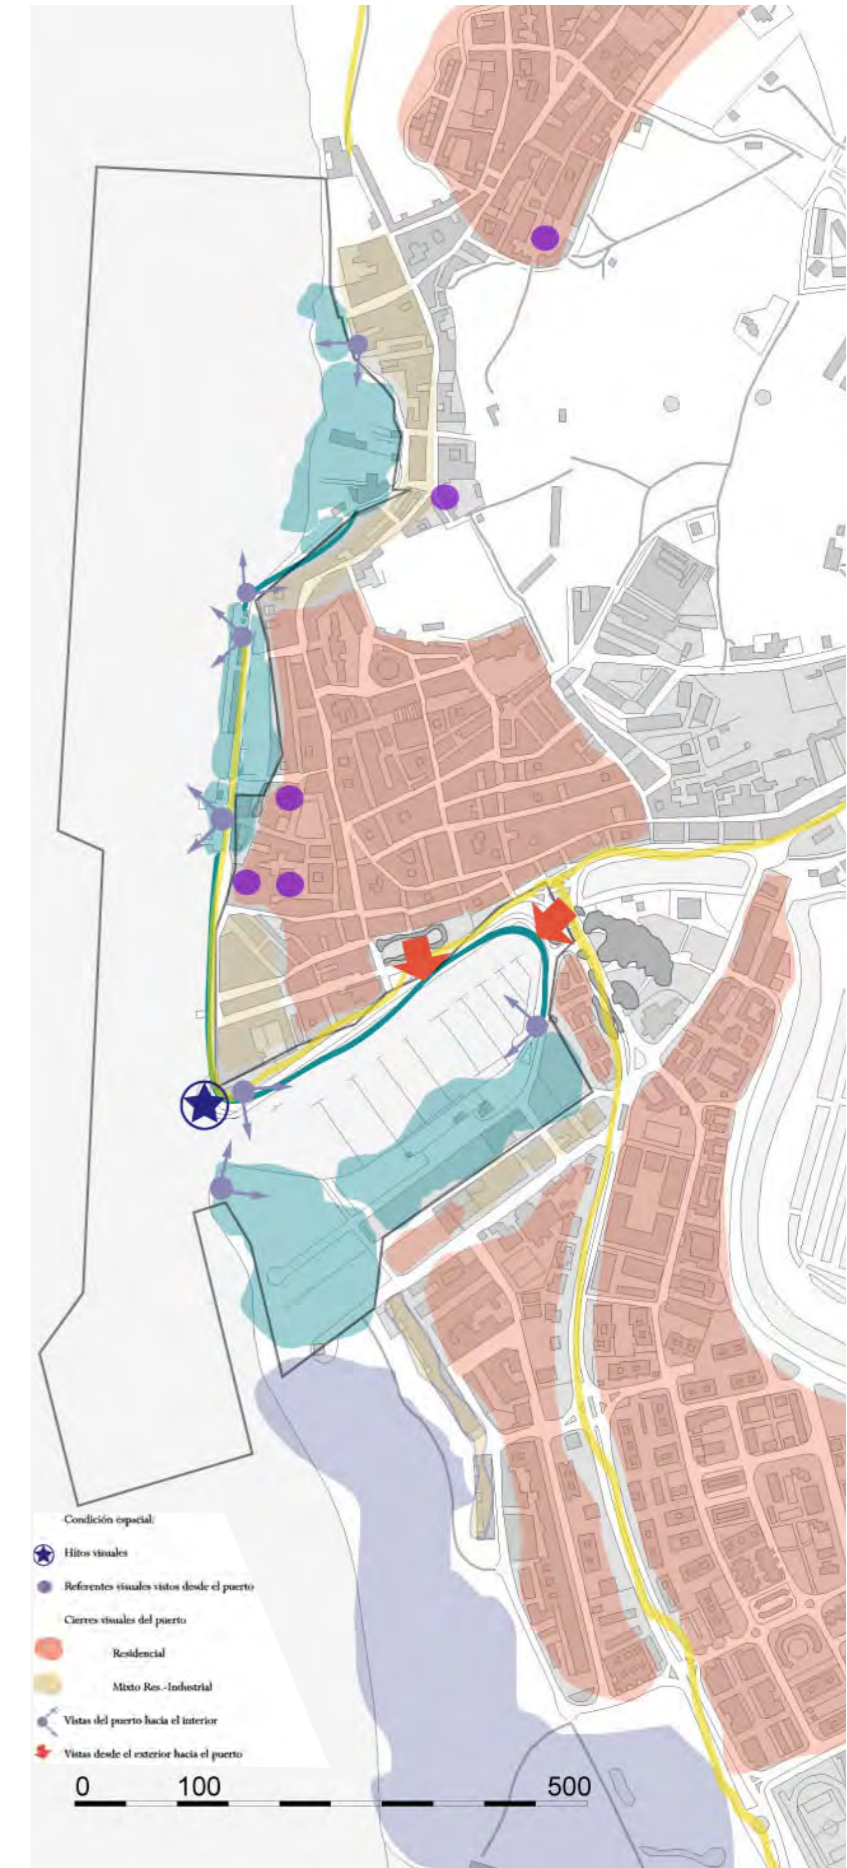 Condición espacial:
Hitos visuales
Referentes visuales vistos desde el puerto
Cierres visuales del puerto
Residencial
Mixto Res.-Industrial
Vistas del puerto hacia el interior
Vistas desde el exterior hacia el puerto
0 100 500